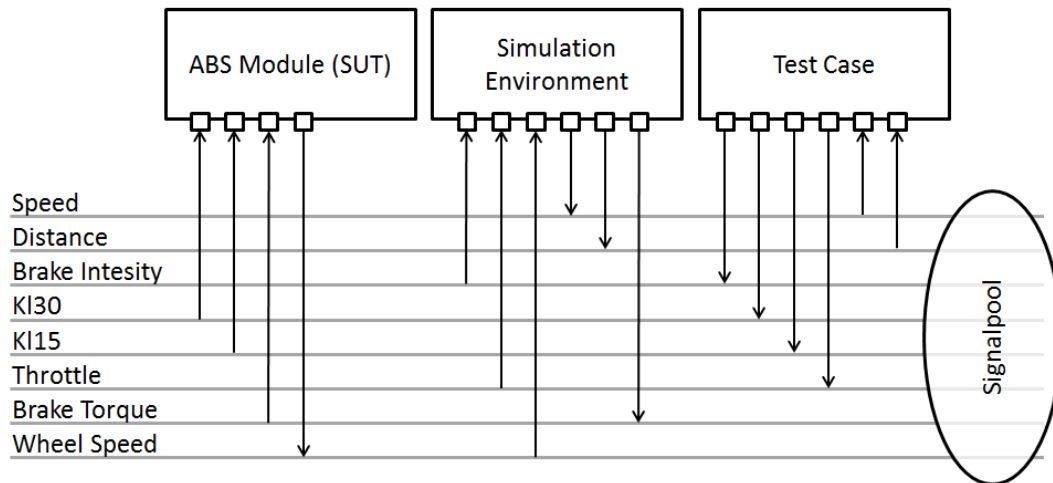 ABS Module (SUT)
Simulation
Environment
Test Case
Speed
Distance
Brake Intesity
Kl30
Kl15
Throttle
Brake Torque
Wheel Speed
Signalpool